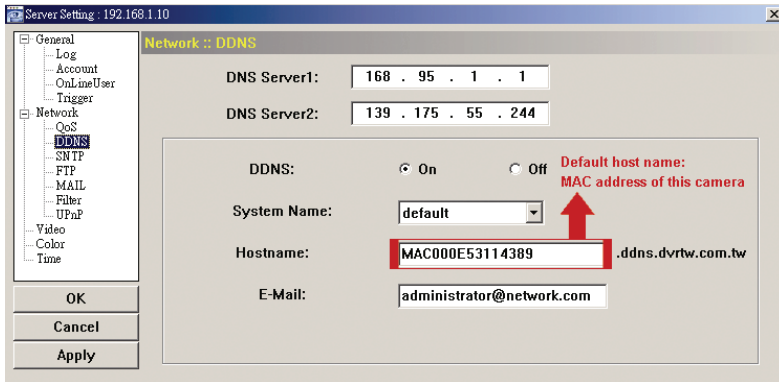 Server Setting : 192.168.1.10
General
Log
Account
OnLineUser
Trigger
Network
QoS
DDNS
SNTP
FTP
MAIL
Filter
UPnP
Video
Color
Time
OK
Cancel
Apply
Network :: DDNS
DNS Server1: 168 . 95 . 1 . 1
DNS Server2: 139 . 175 . 55 . 244
DDNS: On Off
Default host name:
MAC address of this camera
System Name: default
Hostname: MAC000E53114389 .ddns.dvrtw.com.tw
E-Mail: administrator@network.com